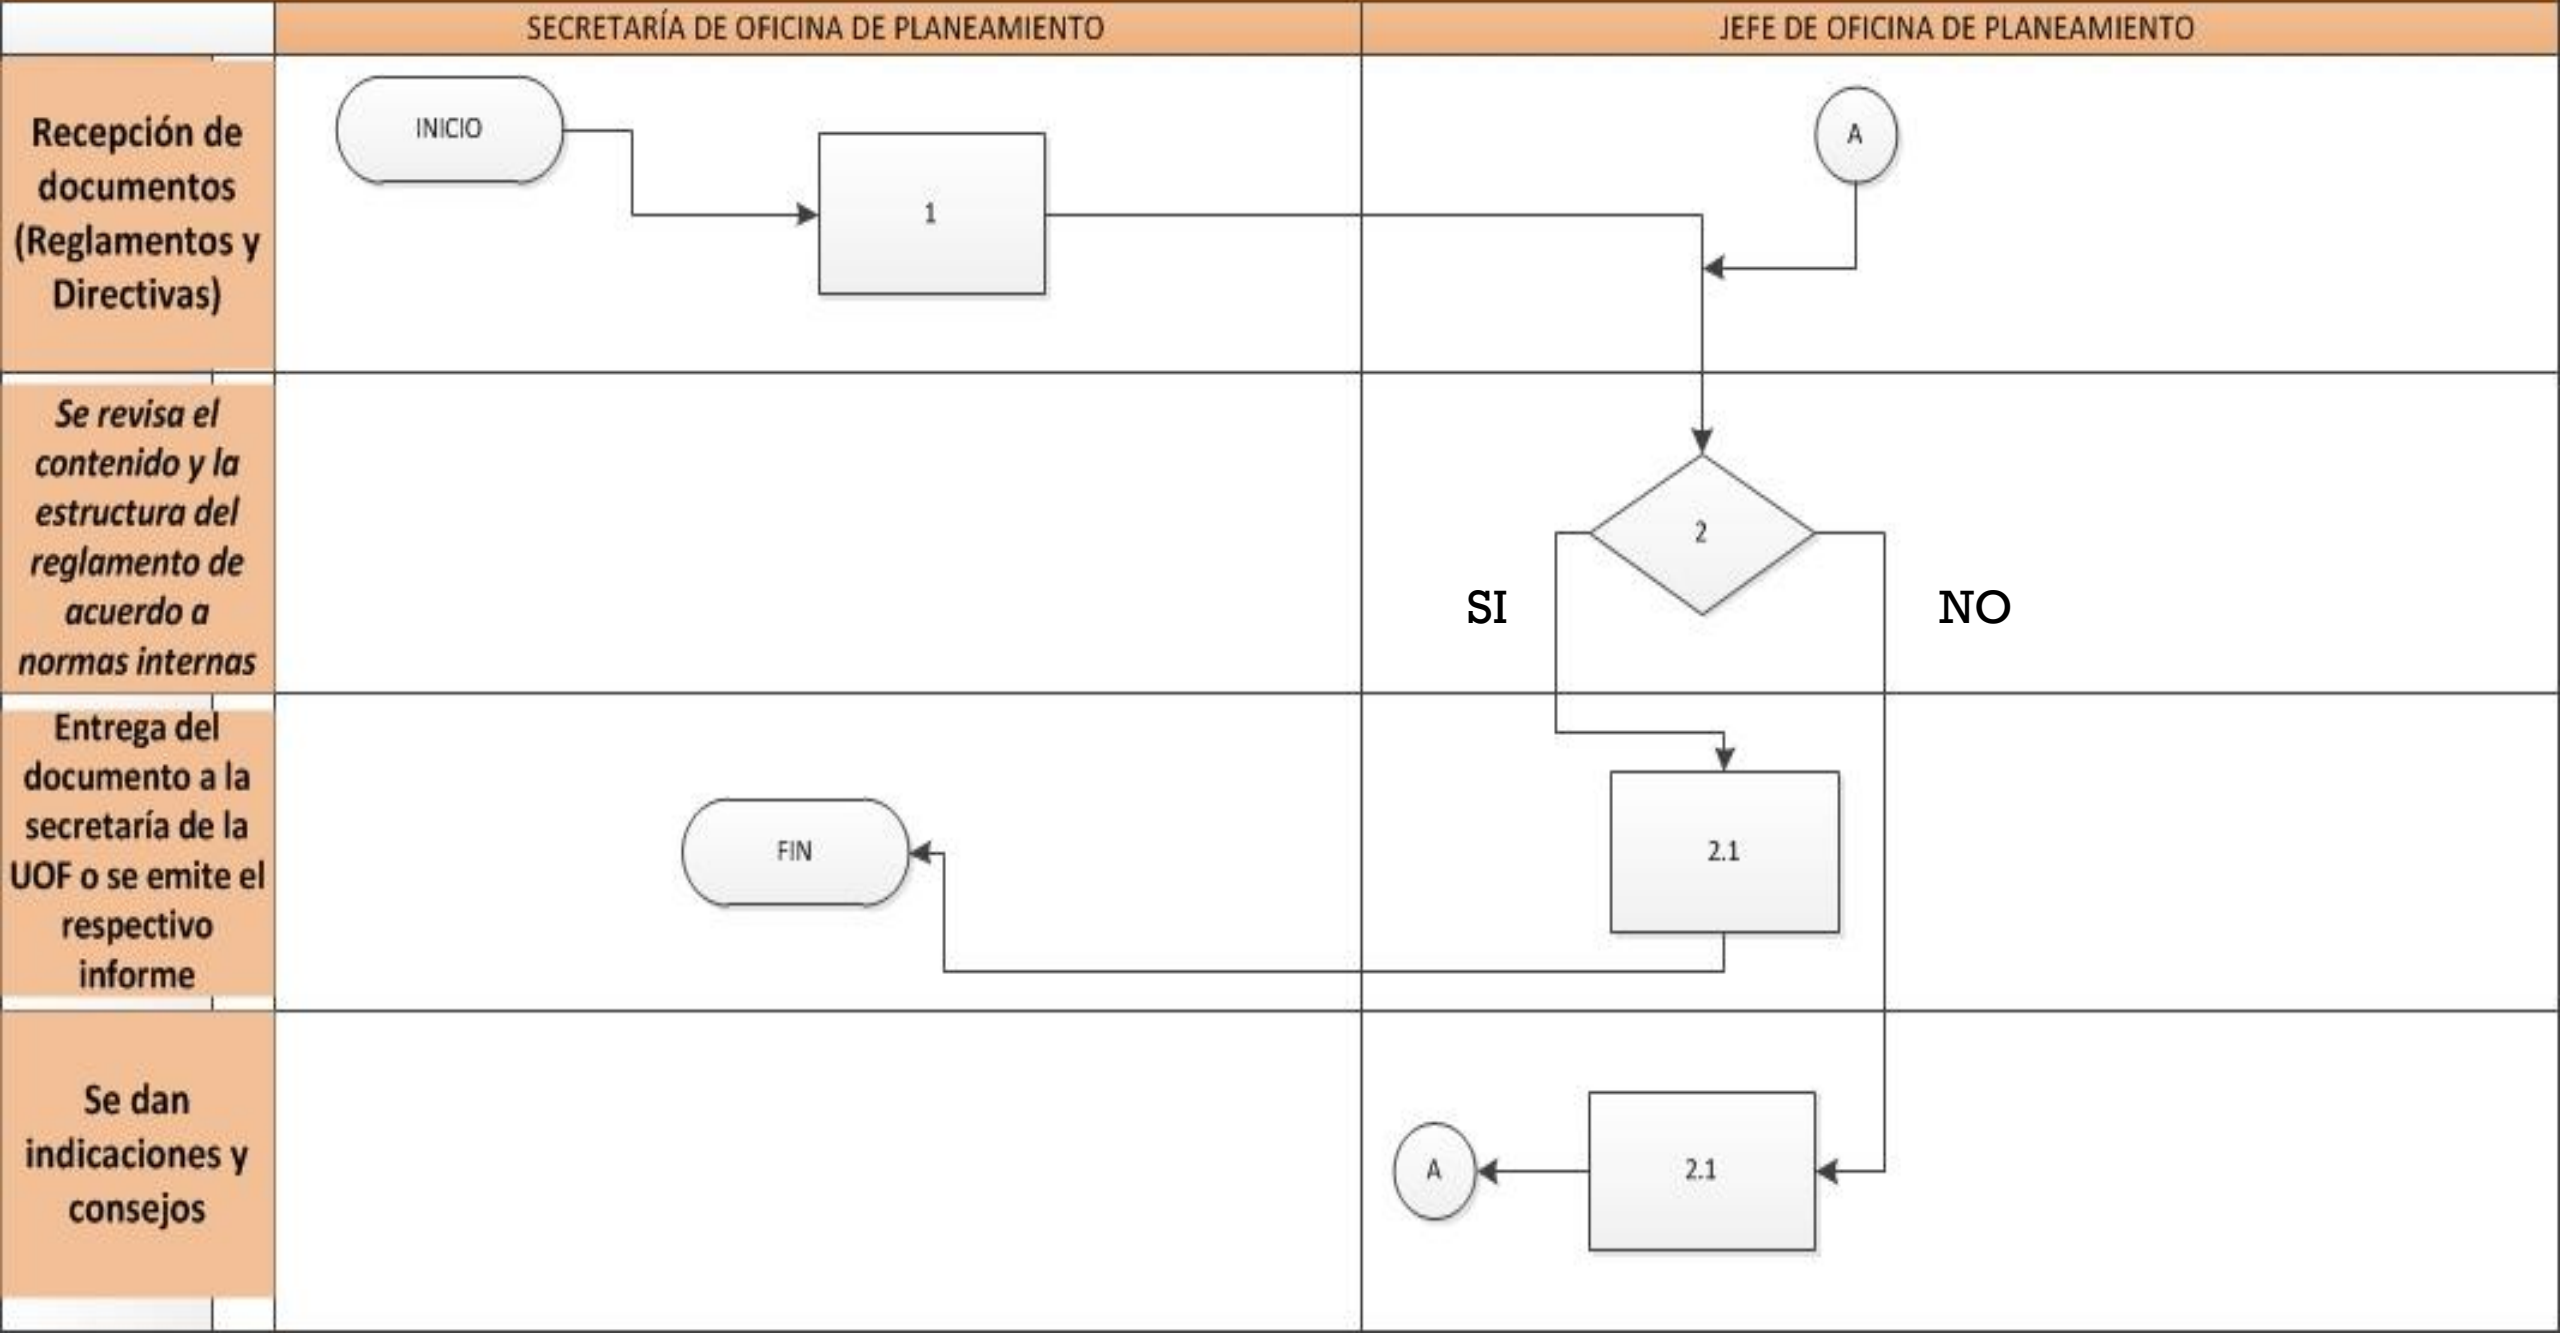 SECRETARÍA DE OFICINA DE PLANEAMIENTO
JEFE DE OFICINA DE PLANEAMIENTO
Recepción de
documentos
(Reglamentos y
Directivas)
INICIO
1
A
Se revisa el
contenido y la
estructura del
reglamento de
acuerdo a
normas internas
2
SI
NO
Entrega del
documento a la
secretaría de la
UOF o se emite el
respectivo
informe
FIN
2.1
Se dan
indicaciones y
consejos
A
2.1